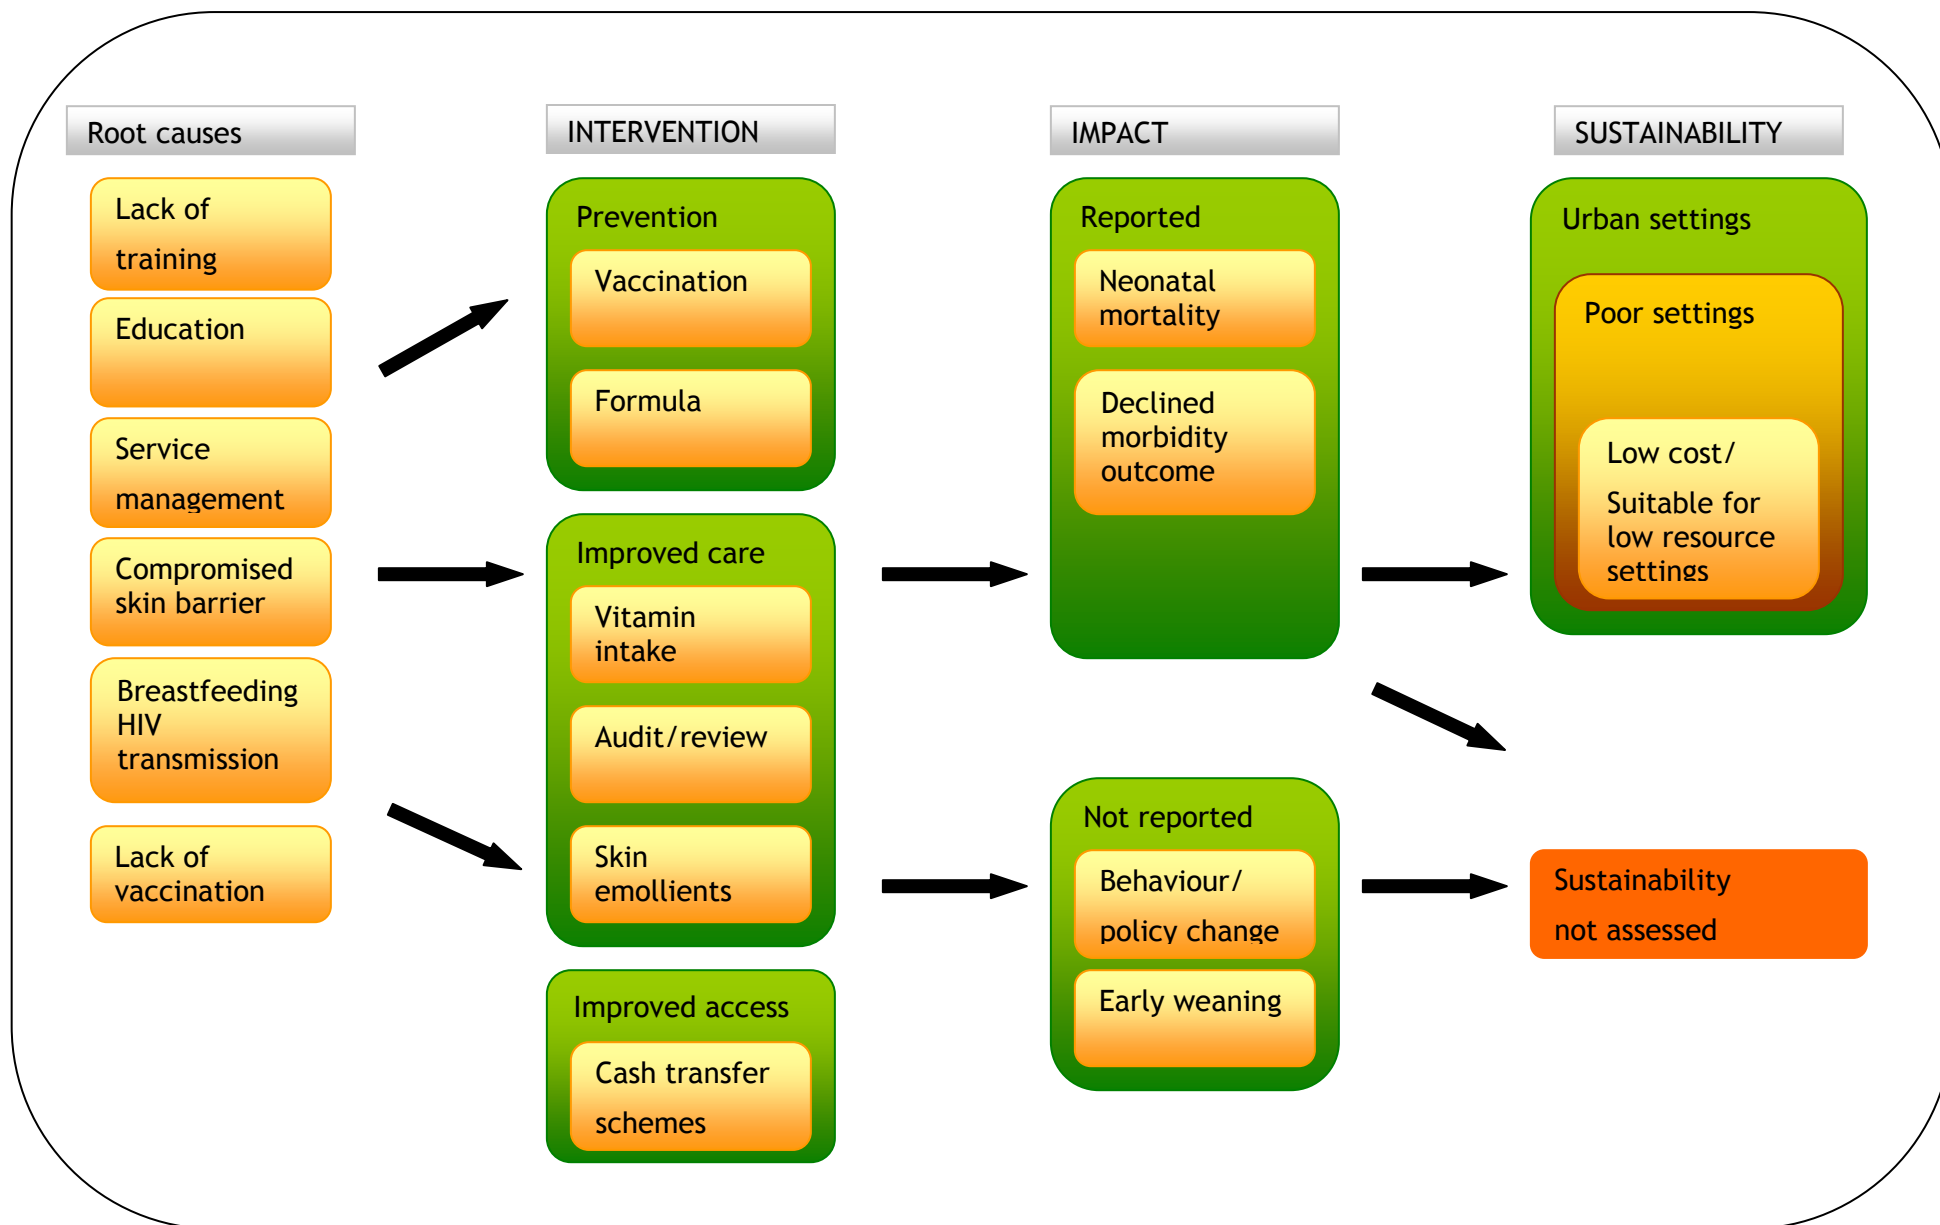 Root causes
Lack of
training
Education
Service
management
Compromised
skin barrier
Breastfeeding
HIV
transmission
Lack of
vaccination
INTERVENTION
Prevention
Vaccination
Formula
Improved care
Vitamin
intake
Audit/review
Skin
emollients
Improved access
Cash transfer
schemes
IMPACT
Reported
Neonatal
mortality
Declined
morbidity
outcome
Not reported
Behaviour/
policy change
Early weaning
SUSTAINABILITY
Urban settings
Poor settings
Low cost/
Suitable for
low resource
settings
Sustainability
not assessed